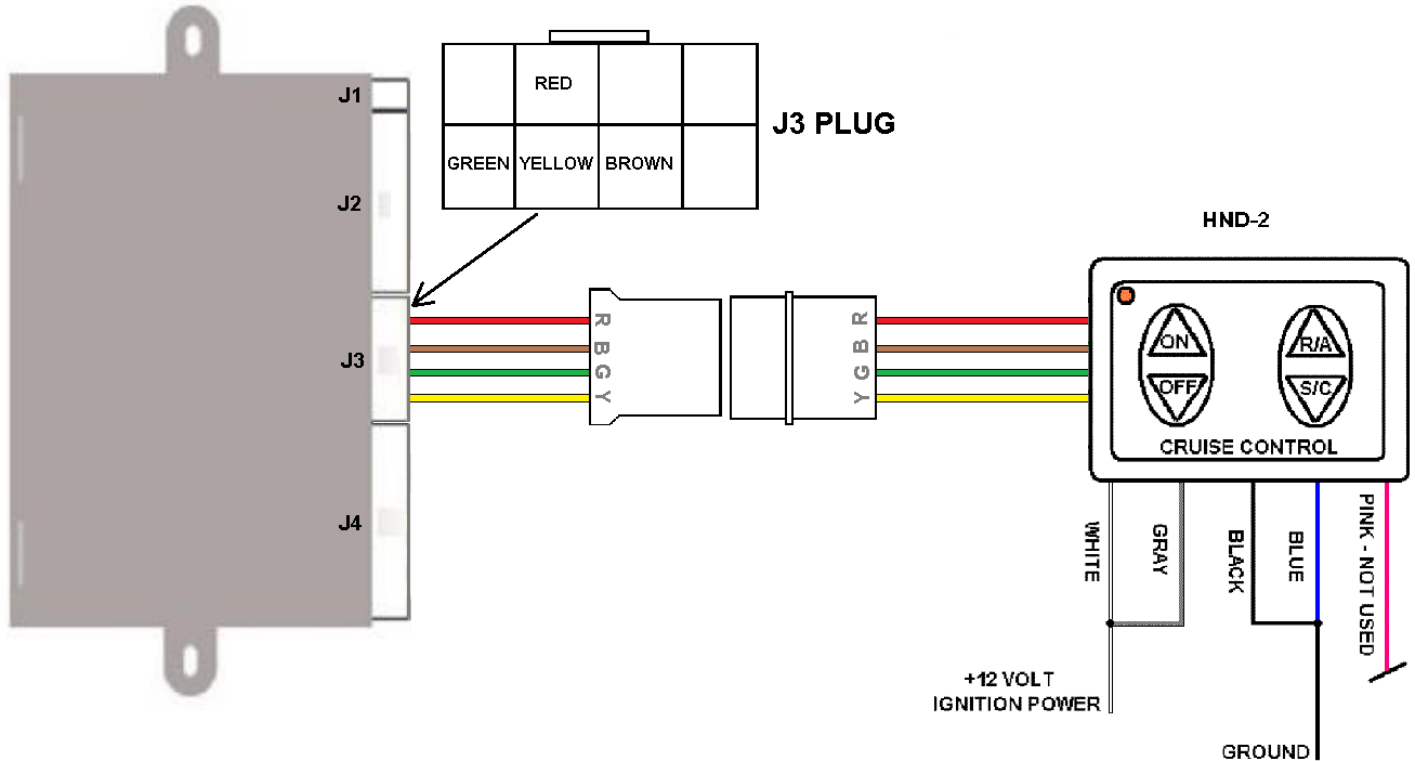 J1
J2
J3
J4
RED
GREEN YELLOW BROWN
J3 PLUG
R
B
G
Y
R
B
G
Y
HND-2
ON
OFF
R/A
S/C
CRUISE CONTROL
WHITE
GRAY
BLACK
BLUE
PINK - NOT USED
+12 VOLT
IGNITION POWER
GROUND